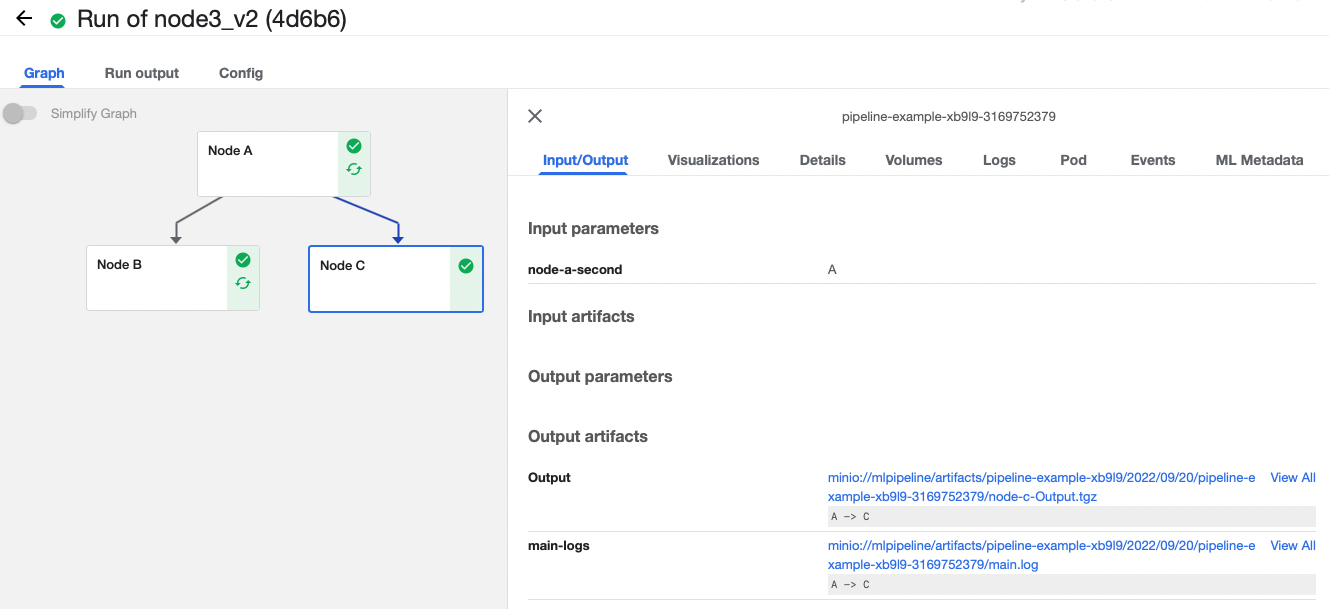 Run of node3_v2 (4d6b6)
Graph Run output Config
Simplify Graph
Node A
Node B
Node C
pipeline-example-xb9l9-3169752379
Input/Output Visualizations Details Volumes Logs Pod Events ML Metadata
Input parameters
node-a-second A
Input artifacts
Output parameters
Output artifacts
Output minio://mlpipeline/artifacts/pipeline-example-xb9l9/2022/09/20/pipeline-e View All
xample-xb9l9-3169752379/node-c-Output.tgz
A –> C
main-logs minio://mlpipeline/artifacts/pipeline-example-xb9l9/2022/09/20/pipeline-e View All
xample-xb9l9-3169752379/main.log
A –> C